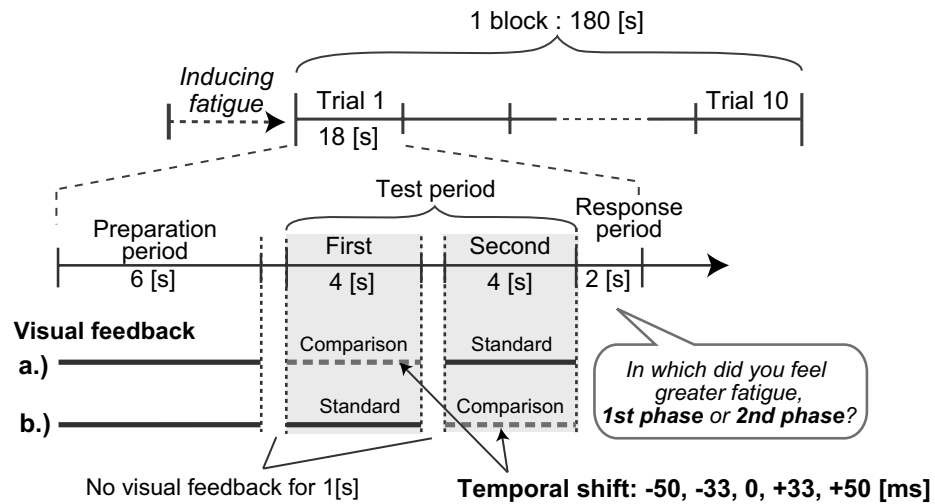 1 block : 180 [s]
Inducing
fatigue
Trial 1
Trial 10
18 [s]
Test period
Preparation
period
First
Second
Response
period
6 [s]
4 [s]
4 [s]
2 [s]
Visual feedback
a.)
Comparison
Standard
b.)
Standard
Comparison
In which did you feel
greater fatigue,
1st phase or 2nd phase?
No visual feedback for 1[s]
Temporal shift: -50, -33, 0, +33, +50 [ms]